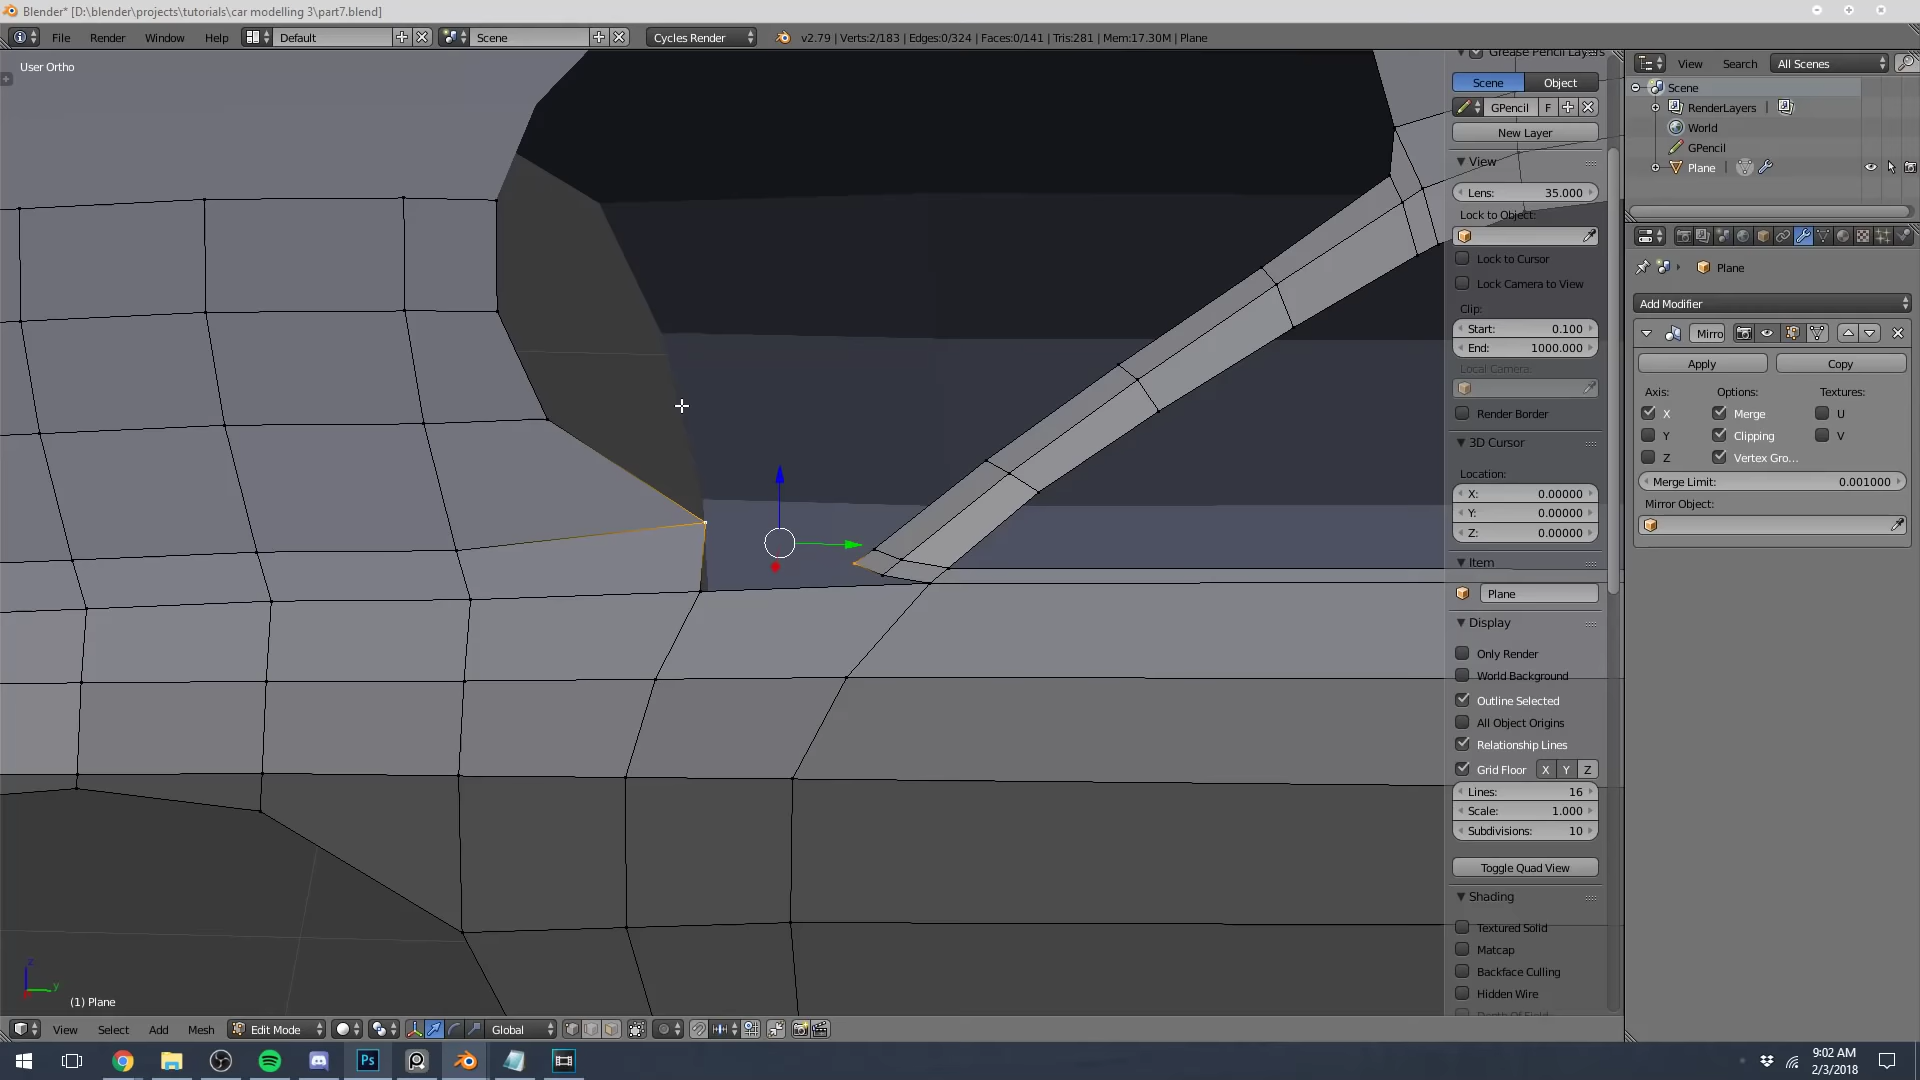 Blender* [D:\blender\projects\tutorials\car modelling 3\part7.blend]
File Render Window Help Default Scene Cycles Render v2.79 | Verts:2/183 | Edges:0/324 | Faces:0/141 | Tris:281 | Mem:17.30M | Plane
User Ortho
Grease Pencil Layers
Scene Object
GPencil F
New Layer
View
Lens: 35.000
Lock to Object:
Lock to Cursor
Lock Camera to View
Clip:
Start: 0.100
End: 1000.000
Local Camera:
Render Border
3D Cursor
Location:
X: 0.00000
Y: 0.00000
Z: 0.00000
Item
Plane
Display
Only Render
World Background
Outline Selected
All Object Origins
Relationship Lines
Grid Floor X Y Z
Lines: 16
Scale: 1.000
Subdivisions: 10
Toggle Quad View
Shading
Textured Solid
Matcap
Backface Culling
Hidden Wire
View Search All Scenes
Scene
RenderLayers |
World
GPencil
Plane |
Plane
Add Modifier
Mirro
Apply Copy
Axis: Options: Textures:
X Merge U
Y Clipping V
Z Vertex Gro...
Merge Limit: 0.001000
Mirror Object:
z
y
(1) Plane
View Select Add Mesh Edit Mode Global
Ps
9:02 AM
2/3/2018